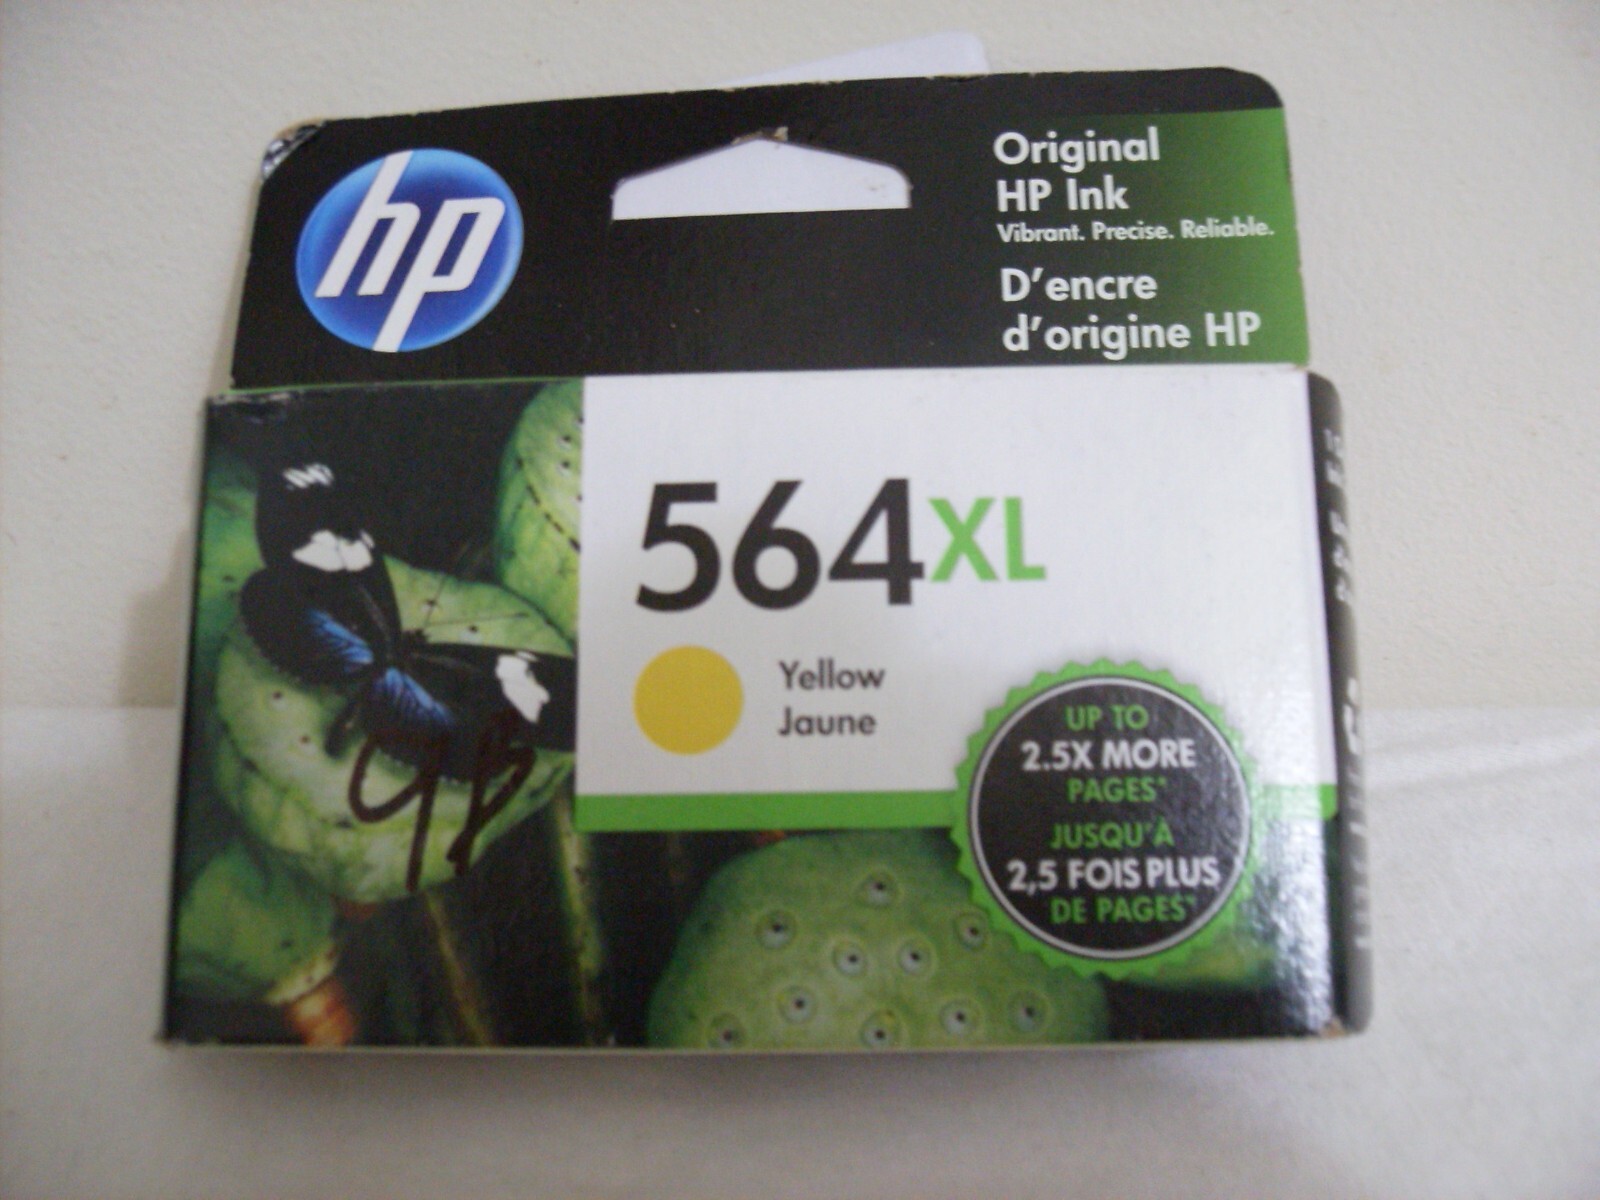 hp
Original
HP Ink
Vibrant. Precise. Reliable.
D'encre
d'origine HP
564XL
Yellow
Jaune
UP TO
2.5X MORE
PAGES*
JUSQU'À
2,5 FOIS PLUS
DE PAGES*